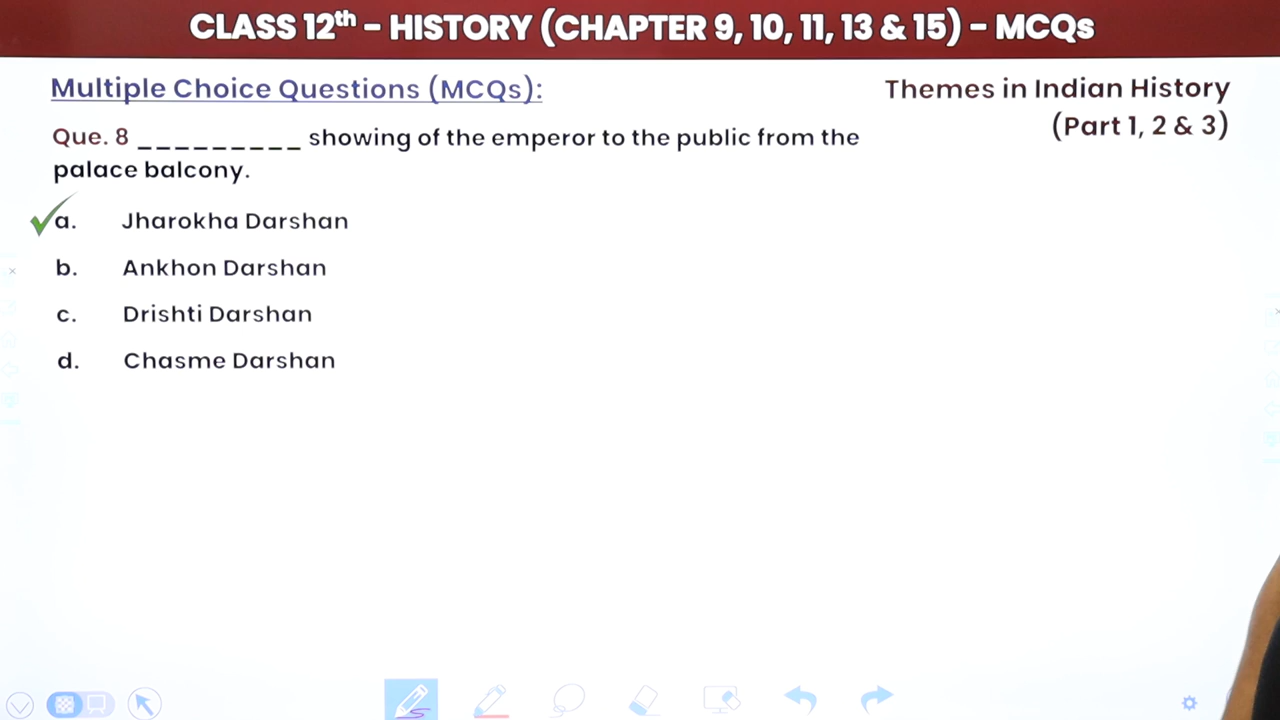 CLASS 12th - HISTORY (CHAPTER 9, 10, 11, 13 & 15) - MCQs
Multiple Choice Questions (MCQs):
Themes in Indian History
(Part 1, 2 & 3)
Que. 8 _________ showing of the emperor to the public from the
palace balcony.
a. Jharokha Darshan
b. Ankhon Darshan
c. Drishti Darshan
d. Chasme Darshan